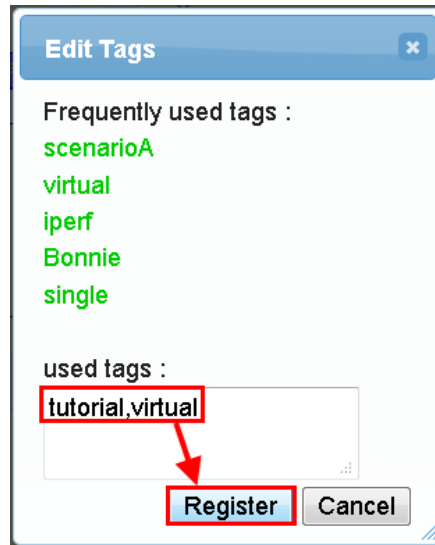 Edit Tags
Frequently used tags :
scenarioA
virtual
iperf
Bonnie
single
used tags :
tutorial,virtual
Register Cancel